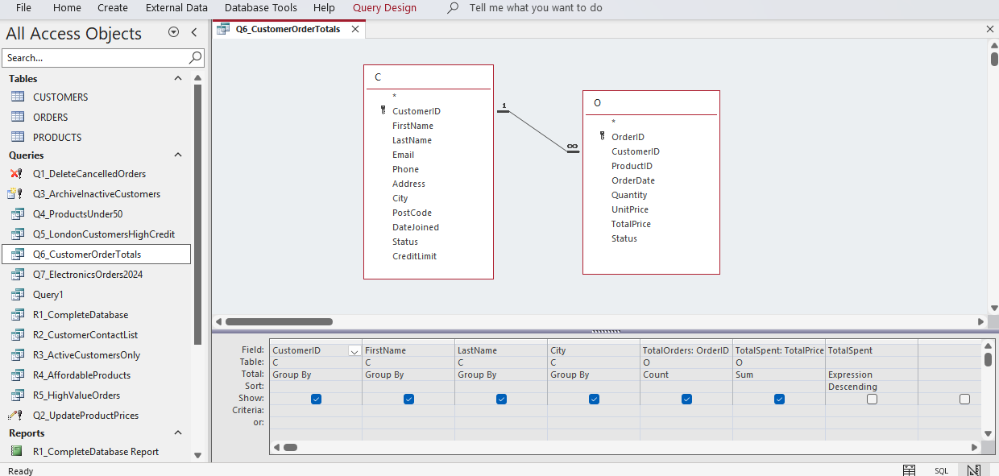 File Home Create External Data Database Tools Help Query Design Tell me what you want to do
All Access Objects
Search...
Tables
CUSTOMERS
ORDERS
PRODUCTS
Queries
Q1_DeleteCancelledOrders
Q3_ArchiveInactiveCustomers
Q4_ProductsUnder50
Q5_LondonCustomersHighCredit
Q6_CustomerOrderTotals
Q7_ElectronicsOrders2024
Query1
R1_CompleteDatabase
R2_CustomerContactList
R3_ActiveCustomersOnly
R4_AffordableProducts
R5_HighValueOrders
Q2_UpdateProductPrices
Reports
R1_CompleteDatabase Report
Q6_CustomerOrderTotals
C
*
CustomerID
FirstName
LastName
Email
Phone
Address
City
PostCode
DateJoined
Status
CreditLimit
1
∞
O
*
OrderID
CustomerID
ProductID
OrderDate
Quantity
UnitPrice
TotalPrice
Status
Field: CustomerID FirstName LastName City TotalOrders: OrderID TotalSpent: TotalPrice TotalSpent
Table: C C C C O O
Total: Group By Group By Group By Group By Count Sum Expression
Sort: Descending
Show:
Criteria:
or:
Ready SQL